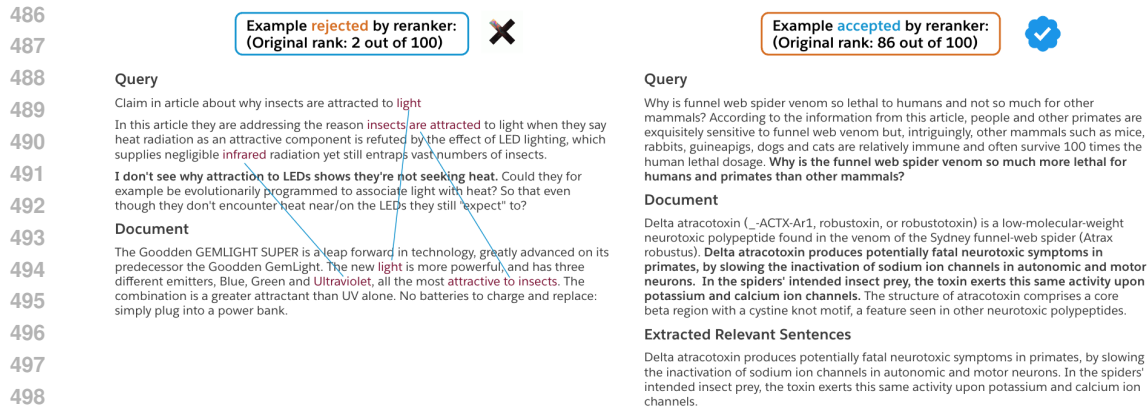 486
487
488
489
490
491
492
493
494
495
496
497
498
Example rejected by reranker:
(Original rank: 2 out of 100)
Query
Claim in article about why insects are attracted to light
In this article they are addressing the reason insects are attracted to light when they say
heat radiation as an attractive component is refuted by the effect of LED lighting, which
supplies negligible infrared radiation yet still entraps vast numbers of insects.
I don't see why attraction to LEDs shows they're not seeking heat. Could they for
example be evolutionarily programmed to associate light with heat? So that even
though they don't encounter heat near/on the LEDs they still "expect" to?
Document
The Goodden GEMLIGHT SUPER is a leap forward in technology, greatly advanced on its
predecessor the Goodden GemLight. The new light is more powerful, and has three
different emitters, Blue, Green and Ultraviolet, all the most attractive to insects. The
combination is a greater attractant than UV alone. No batteries to charge and replace:
simply plug into a power bank.
Example accepted by reranker:
(Original rank: 86 out of 100)
Query
Why is funnel web spider venom so lethal to humans and not so much for other
mammals? According to the information from this article, people and other primates are
exquisitely sensitive to funnel web venom but, intriguingly, other mammals such as mice,
rabbits, guineapigs, dogs and cats are relatively immune and often survive 100 times the
human lethal dosage. Why is the funnel web spider venom so much more lethal for
humans and primates than other mammals?
Document
Delta atracotoxin (_-ACTX-Ar1, robustoxin, or robustotoxin) is a low-molecular-weight
neurotoxic polypeptide found in the venom of the Sydney funnel-web spider (Atrax
robustus). Delta atracotoxin produces potentially fatal neurotoxic symptoms in
primates, by slowing the inactivation of sodium ion channels in autonomic and motor
neurons. In the spiders' intended insect prey, the toxin exerts this same activity upon
potassium and calcium ion channels. The structure of atracotoxin comprises a core
beta region with a cystine knot motif, a feature seen in other neurotoxic polypeptides.
Extracted Relevant Sentences
Delta atracotoxin produces potentially fatal neurotoxic symptoms in primates, by slowing
the inactivation of sodium ion channels in autonomic and motor neurons. In the spiders'
intended insect prey, the toxin exerts this same activity upon potassium and calcium ion
channels.